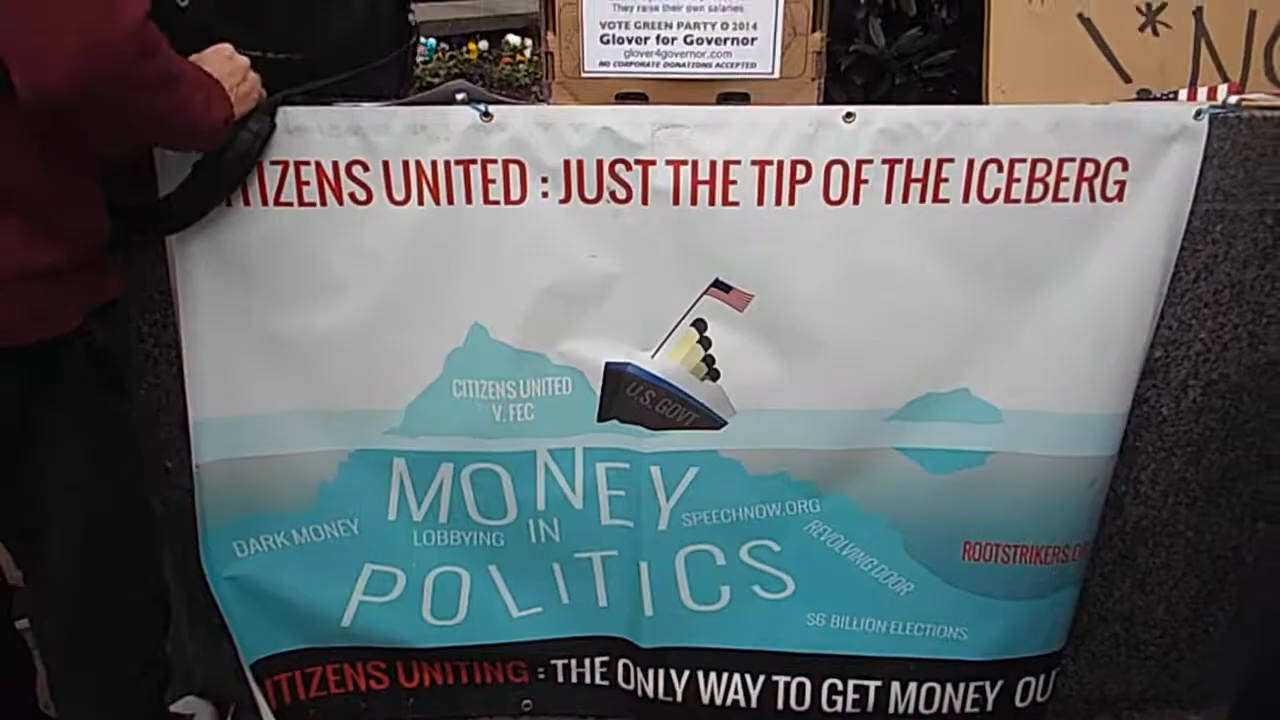 They raise their own salaries
VOTE GREEN PARTY 2014
Glover for Governor
glover4governor.com
NO CORPORATE DONATIONS ACCEPTED
\*NO
TIZENS UNITED : JUST THE TIP OF THE ICEBERG
CITIZENS UNITED
V. FEC
U.S. GOVT
MONEY
IN
POLITICS
DARK MONEY
LOBBYING
SPEECHNOW.ORG
REVOLVING DOOR
$6 BILLION ELECTIONS
ROOTSTRIKERS.O
ITIZENS UNITING : THE ONLY WAY TO GET MONEY OU